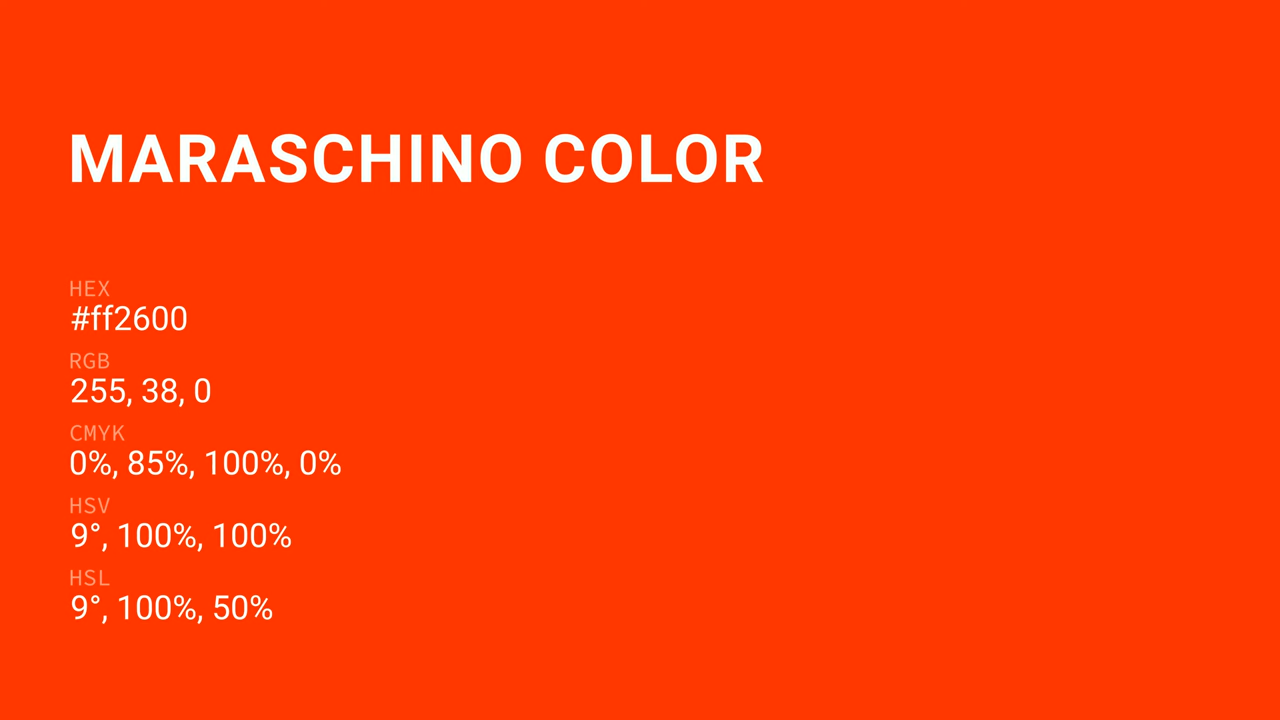 MARASCHINO COLOR
HEX
#ff2600
RGB
255, 38, 0
CMYK
0%, 85%, 100%, 0%
HSV
9°, 100%, 100%
HSL
9°, 100%, 50%